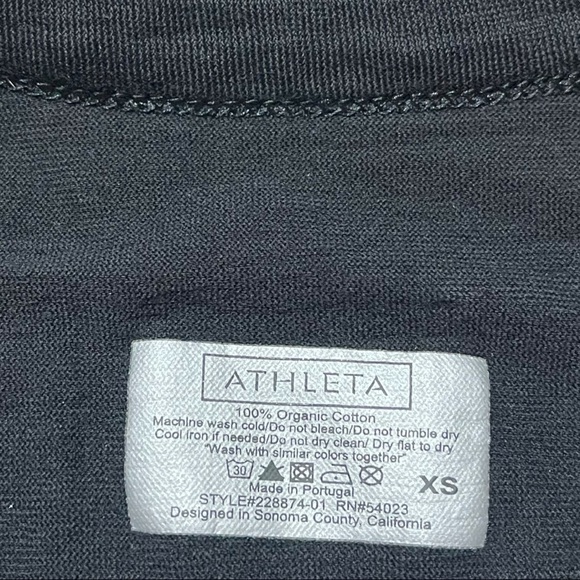 ATHLETA
100% Organic Cotton
Machine wash cold/Do not bleach/Do not tumble dry
Cool iron if needed/Do not dry clean/ Dry flat to dry
"Wash with similar colors together"
30
XS
Made in Portugal
STYLE#228874-01 RN#54023
Designed in Sonoma County, California